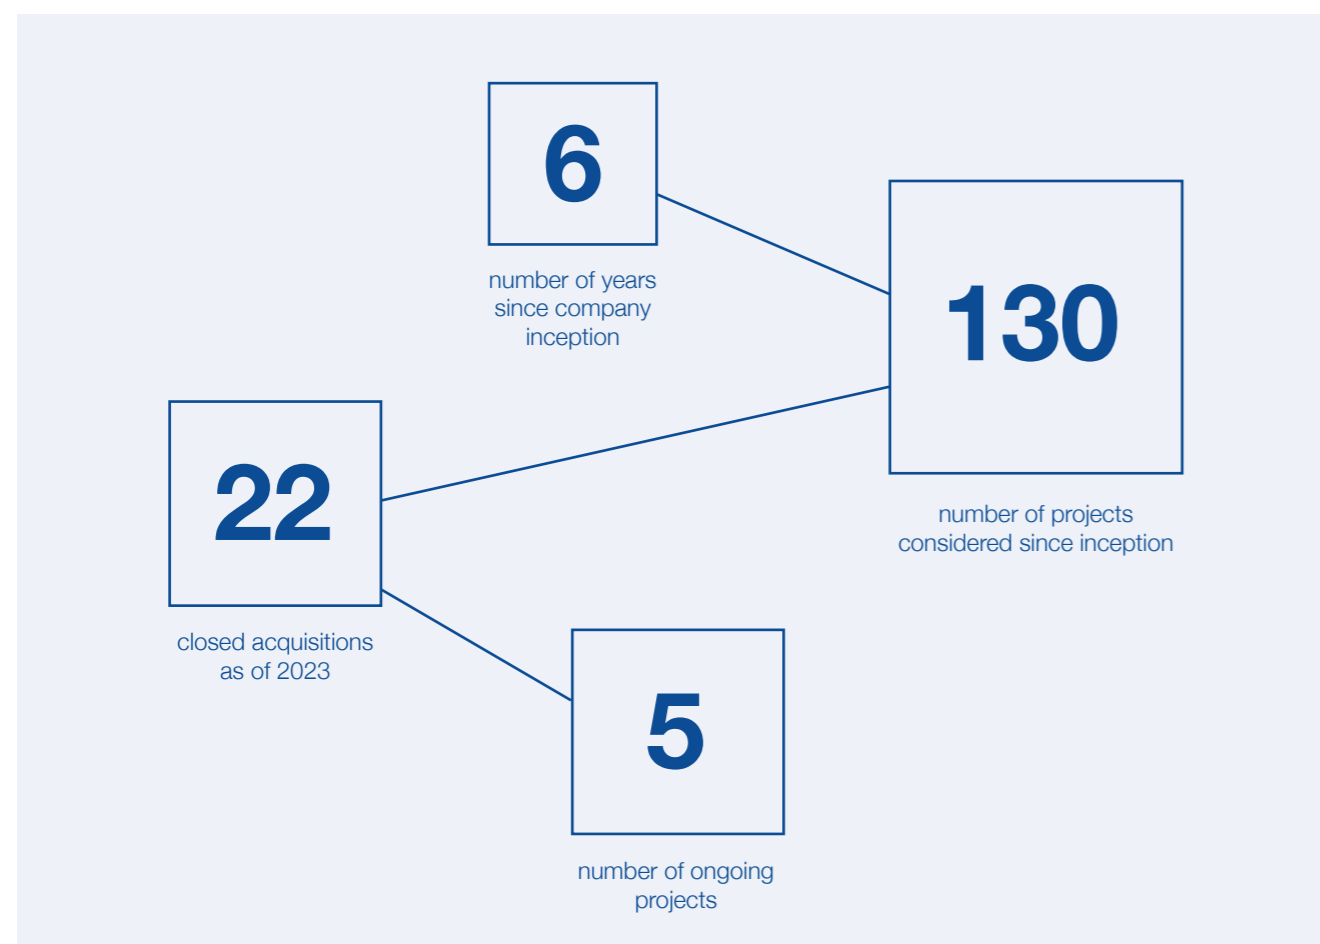 6
number of years
since company
inception
130
number of projects
considered since inception
22
closed acquisitions
as of 2023
5
number of ongoing
projects